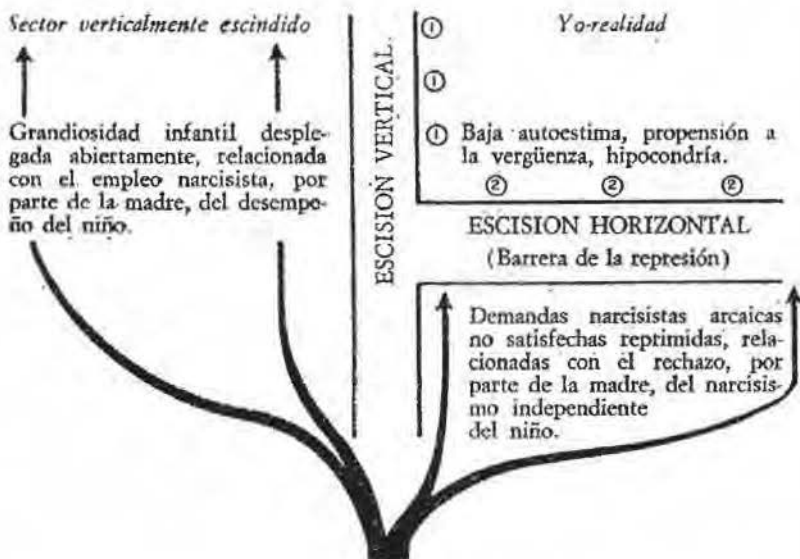 Sector verticalmente escindido
Grandiosidad infantil desple-
gada abiertamente, relacionada
con el empleo narcisista, por
parte de la madre, del desempe-
ño del niño.
ESCISION VERTICAL.
① Yo-realidad
①
① Baja autoestima, propensión a
la vergüenza, hipocondría.
② ② ②
ESCISION HORIZONTAL
(Barrera de la represión)
Demandas narcisistas arcaicas
no satisfechas reprimidas, rela-
cionadas con el rechazo, por
parte de la madre, del narcisis-
mo independiente
del niño.